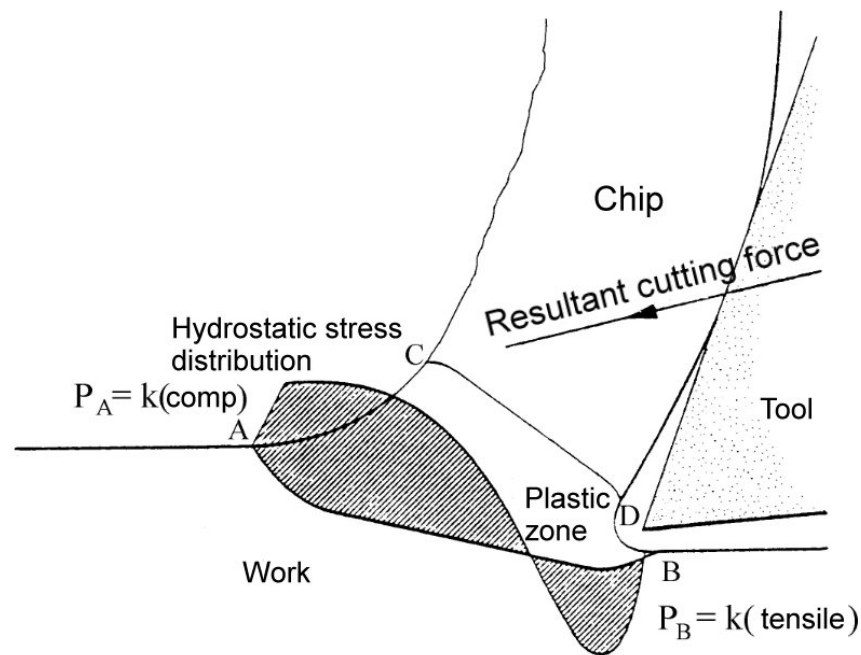 Chip
Resultant cutting force
Hydrostatic stress
distribution
C
P_A = k(comp)
A
Tool
Plastic
zone
D
B
Work
P_B = k( tensile)